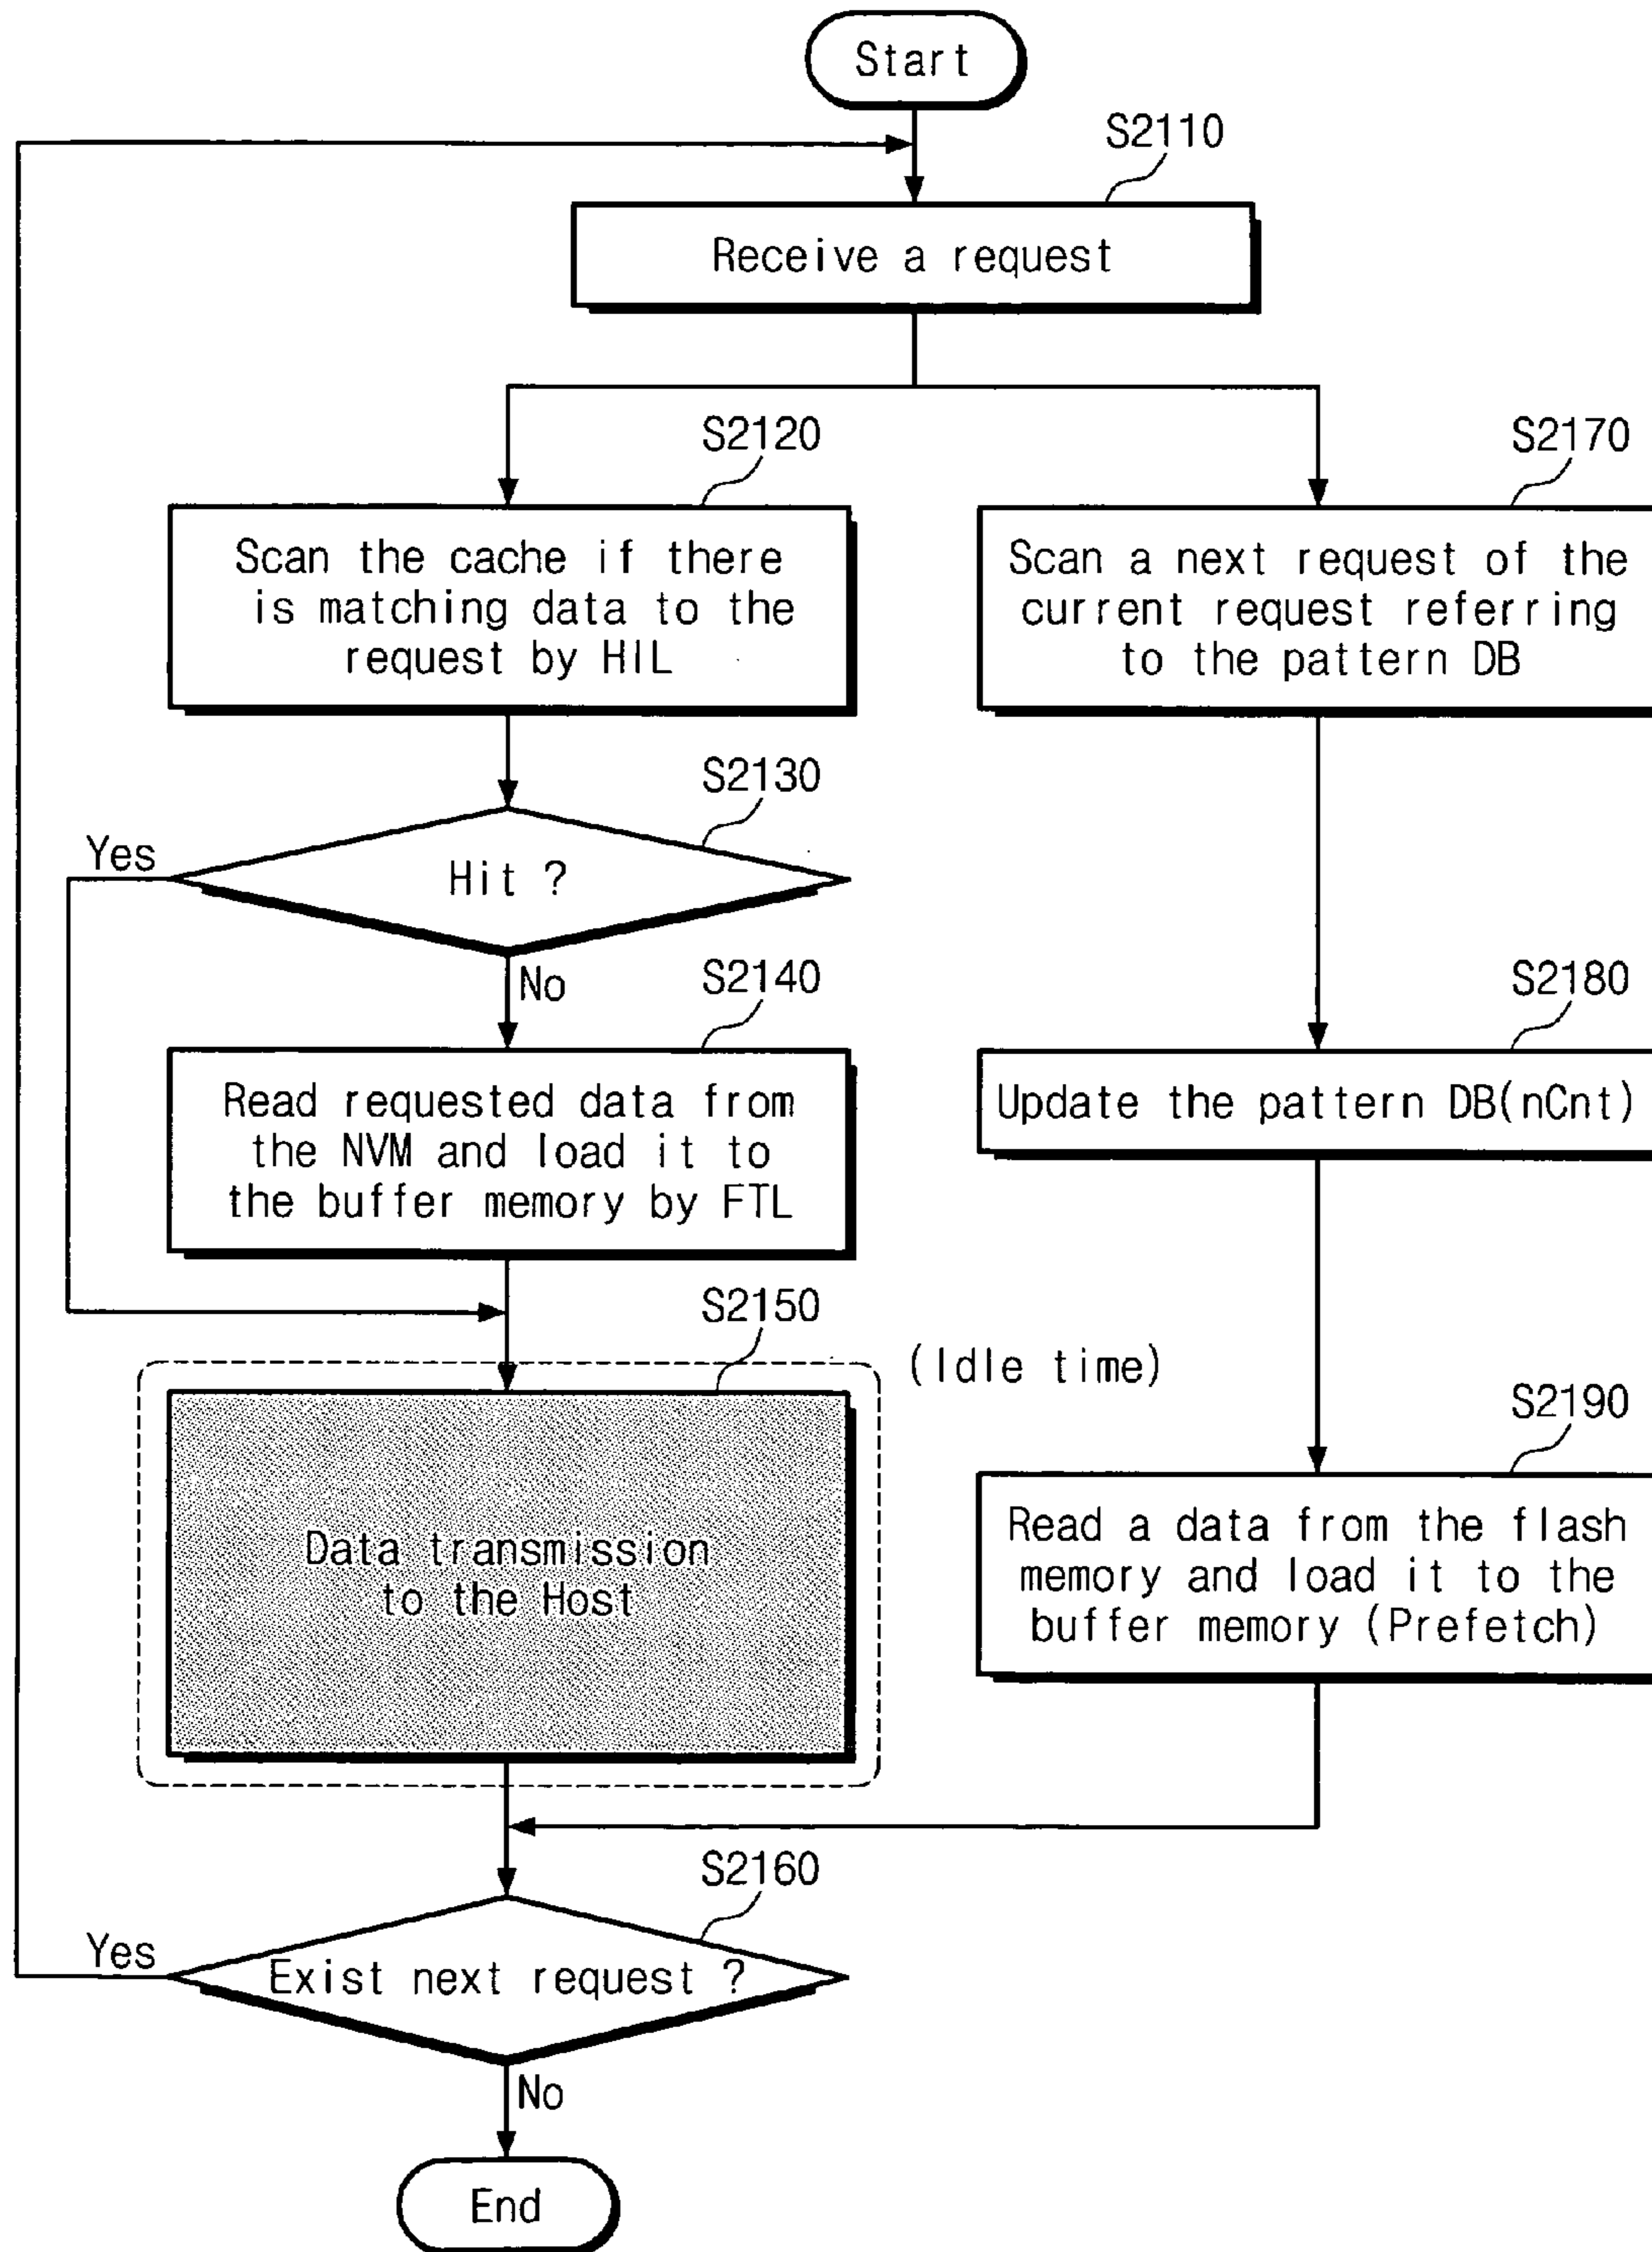 Start
S2110
Receive a request
S2120
S2170
Scan the cache if there
is matching data to the
request by HIL
Scan a next request of the
current request referring
to the pattern DB
S2130
Yes
Hit ?
No
S2140
S2180
Read requested data from
the NVM and load it to
the buffer memory by FTL
Update the pattern DB(nCnt)
S2150
(Idle time)
S2190
Data transmission
to the Host
Read a data from the flash
memory and load it to the
buffer memory (Prefetch)
S2160
Yes
Exist next request ?
No
End